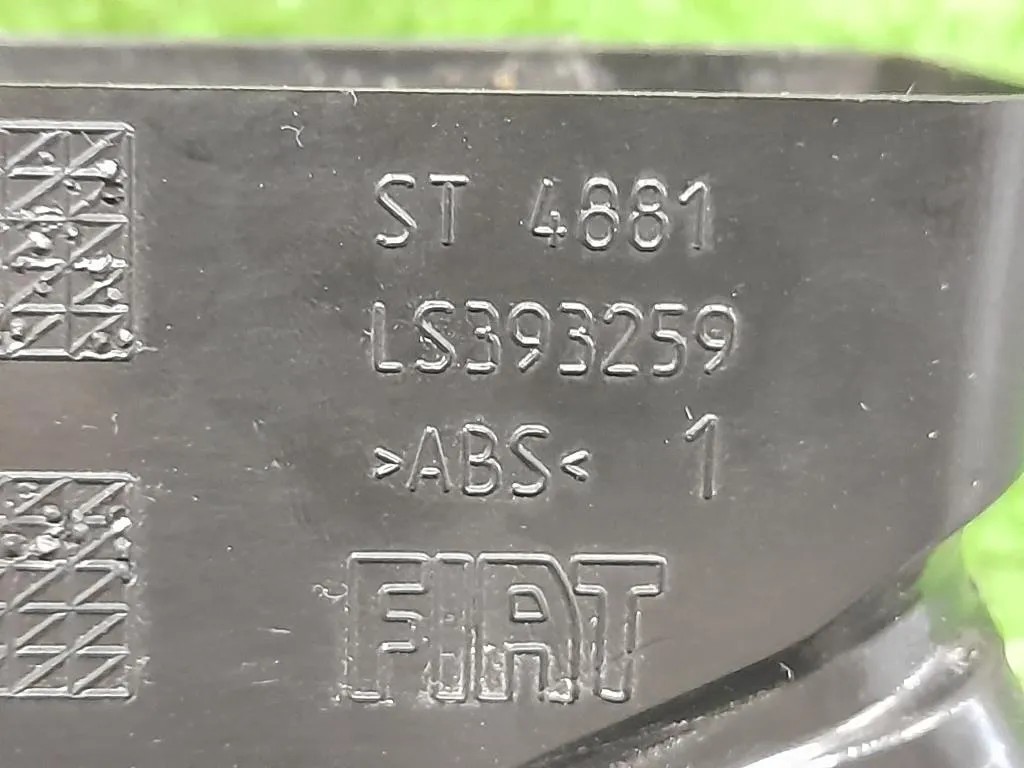 ST 4881
LS393259
>ABS< 1
FIAT